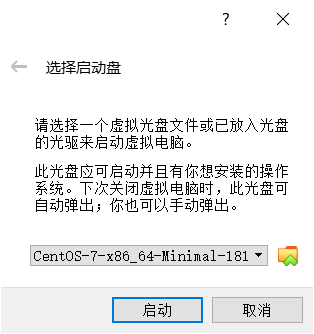 ?
选择启动盘
请选择一个虚拟光盘文件或已放入光盘
的光驱来启动虚拟电脑。
此光盘应可启动并且有你想安装的操作
系统。下次关闭虚拟电脑时，此光盘可
自动弹出；你也可以手动弹出。
CentOS-7-x86_64-Minimal-181
启动 取消